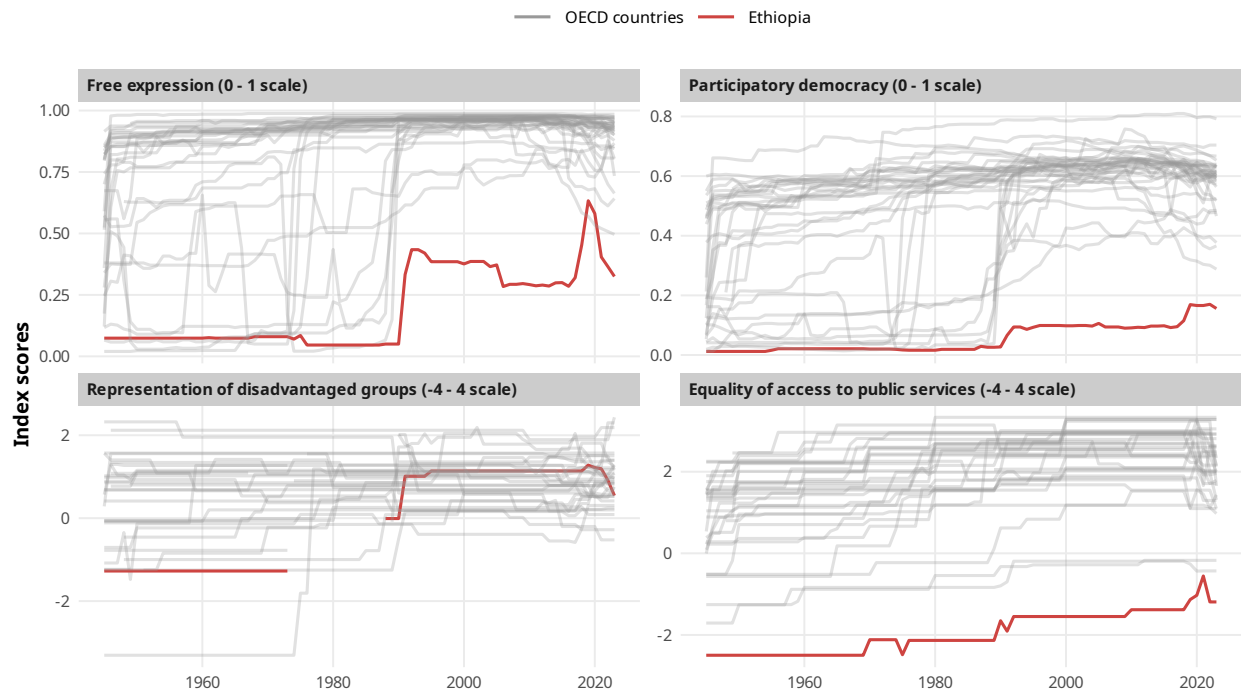 OECD countries Ethiopia
Free expression (0 - 1 scale)
Participatory democracy (0 - 1 scale)
1.00
0.75
0.50
0.25
0.00
0.8
0.6
0.4
0.2
0.0
Index scores
Representation of disadvantaged groups (-4 - 4 scale)
Equality of access to public services (-4 - 4 scale)
2
0
-2
2
0
-2
1960 1980 2000 2020
1960 1980 2000 2020